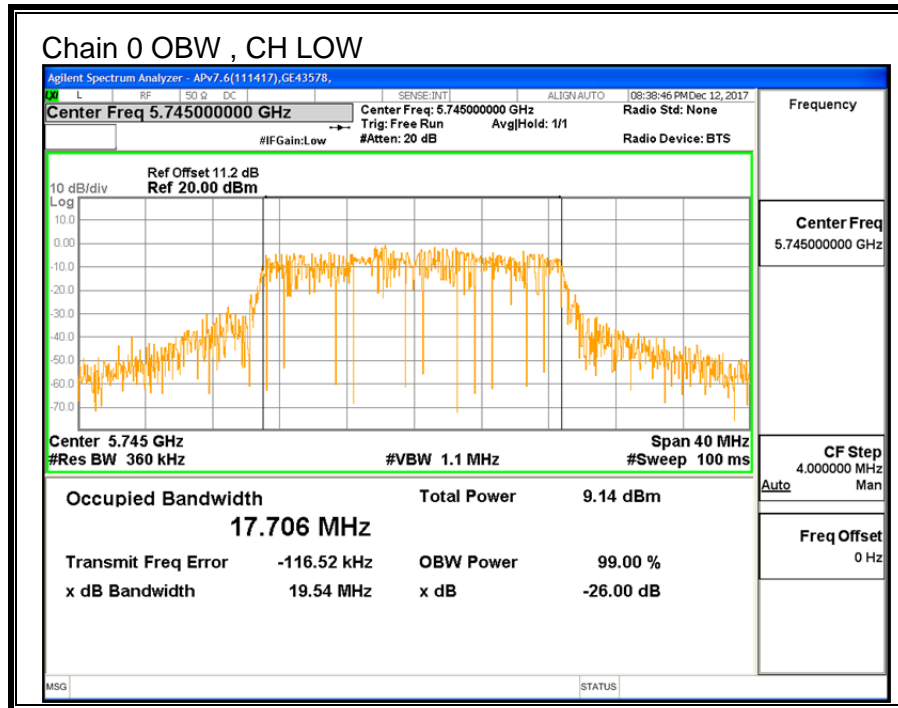 Chain 0 OBW , CH LOW
Agilent Spectrum Analyzer - APv7.6(111417),GE43578,
LXI L RF 50 Ω DC SENSE:INT ALIGN AUTO 08:38:46 PM Dec 12, 2017
Center Freq 5.745000000 GHz
Center Freq: 5.745000000 GHz
Radio Std: None
Trig: Free Run Avg|Hold: 1/1
#IFGain:Low #Atten: 20 dB Radio Device: BTS
Ref Offset 11.2 dB
10 dB/div Ref 20.00 dBm
Log
10.0
0.00
-10.0
-20.0
-30.0
-40.0
-50.0
-60.0
-70.0
Center 5.745 GHz Span 40 MHz
#Res BW 360 kHz #VBW 1.1 MHz #Sweep 100 ms
Occupied Bandwidth Total Power 9.14 dBm
17.706 MHz
Transmit Freq Error -116.52 kHz OBW Power 99.00 %
x dB Bandwidth 19.54 MHz x dB -26.00 dB
MSG STATUS
Frequency
Center Freq
5.745000000 GHz
CF Step
4.000000 MHz
Auto Man
Freq Offset
0 Hz